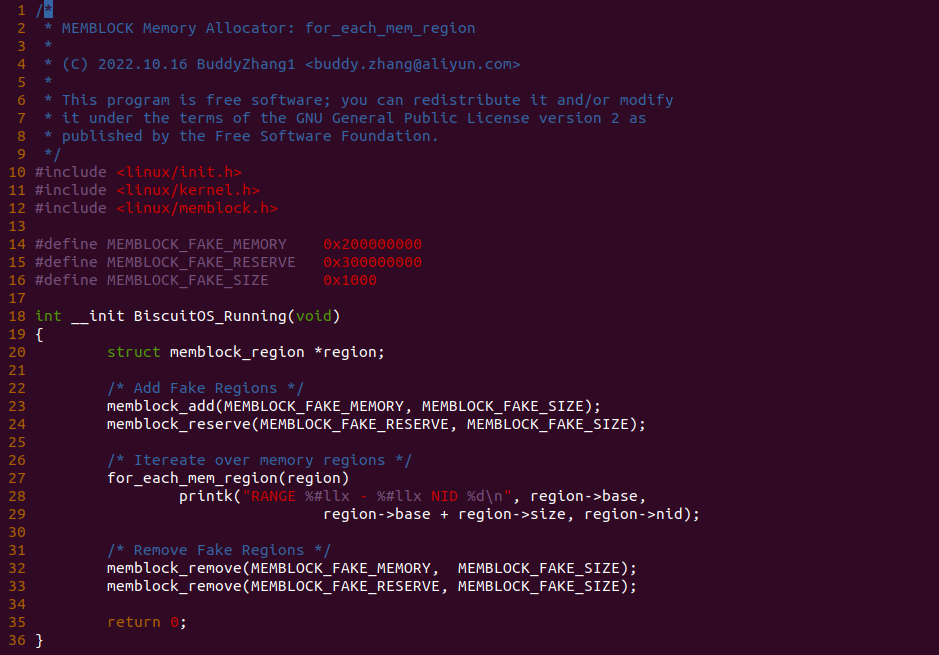 1 /*
2  * MEMBLOCK Memory Allocator: for_each_mem_region
3  *
4  * (C) 2022.10.16 BuddyZhang1 <buddy.zhang@aliyun.com>
5  *
6  * This program is free software; you can redistribute it and/or modify
7  * it under the terms of the GNU General Public License version 2 as
8  * published by the Free Software Foundation.
9  */
10 #include <linux/init.h>
11 #include <linux/kernel.h>
12 #include <linux/memblock.h>
13
14 #define MEMBLOCK_FAKE_MEMORY    0x200000000
15 #define MEMBLOCK_FAKE_RESERVE   0x300000000
16 #define MEMBLOCK_FAKE_SIZE      0x1000
17
18 int __init BiscuitOS_Running(void)
19 {
20         struct memblock_region *region;
21
22         /* Add Fake Regions */
23         memblock_add(MEMBLOCK_FAKE_MEMORY, MEMBLOCK_FAKE_SIZE);
24         memblock_reserve(MEMBLOCK_FAKE_RESERVE, MEMBLOCK_FAKE_SIZE);
25
26         /* Itereate over memory regions */
27         for_each_mem_region(region)
28                 printk("RANGE %#llx - %#llx NID %d\n", region->base,
29                                 region->base + region->size, region->nid);
30
31         /* Remove Fake Regions */
32         memblock_remove(MEMBLOCK_FAKE_MEMORY,  MEMBLOCK_FAKE_SIZE);
33         memblock_remove(MEMBLOCK_FAKE_RESERVE, MEMBLOCK_FAKE_SIZE);
34
35         return 0;
36 }